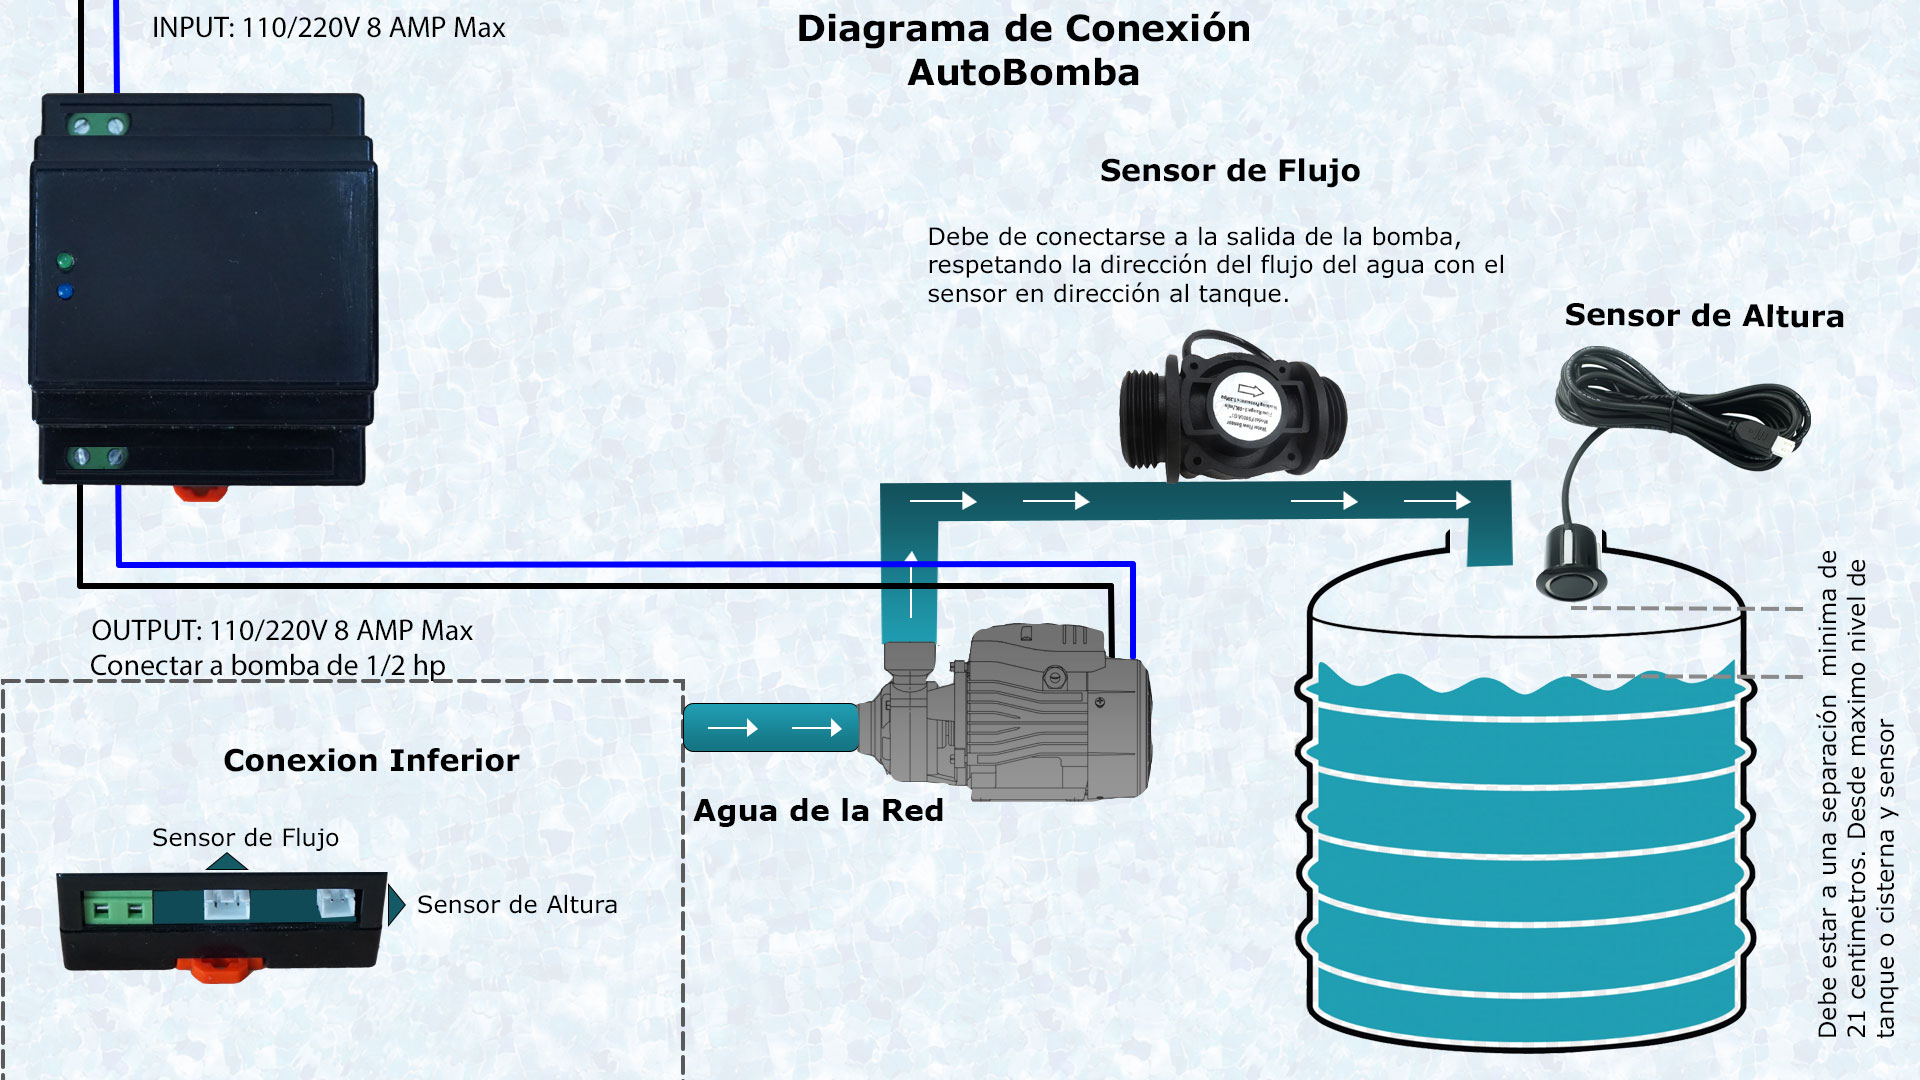 INPUT: 110/220V 8 AMP Max
Diagrama de Conexión
AutoBomba
Sensor de Flujo
Debe de conectarse a la salida de la bomba,
respetando la dirección del flujo del agua con el
sensor en dirección al tanque.
Sensor de Altura
Water Flow Sensor
OUTPUT: 110/220V 8 AMP Max
Conectar a bomba de 1/2 hp
Conexion Inferior
Sensor de Flujo
Sensor de Altura
Agua de la Red
Debe estar a una separación minima de
21 centimetros. Desde maximo nivel de
tanque o cisterna y sensor